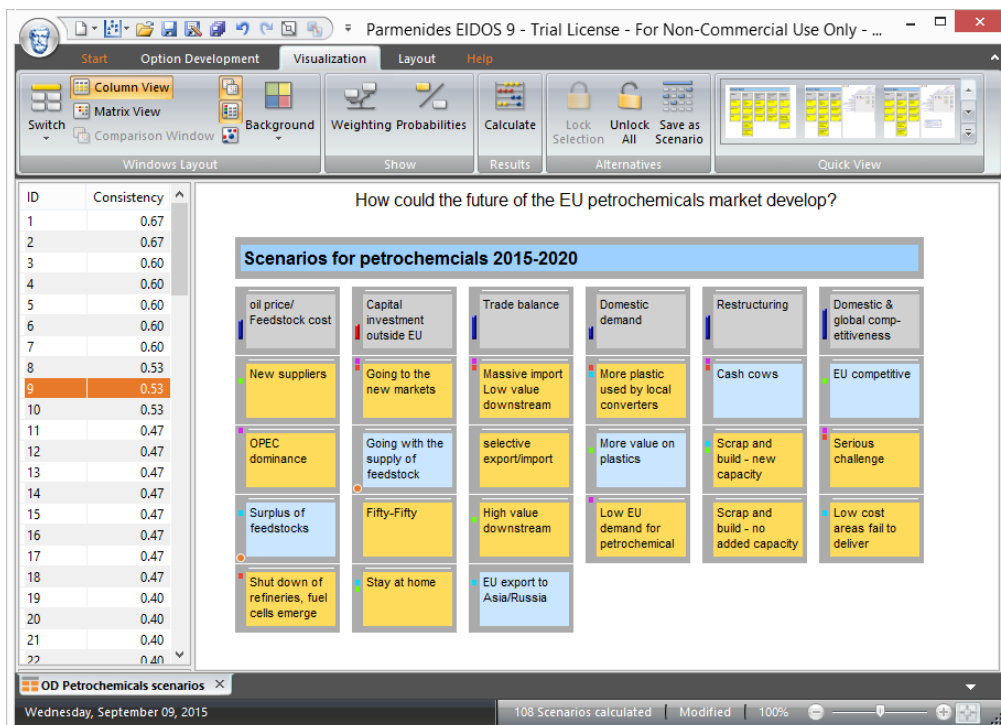 Parmenides EIDOS 9 - Trial License - For Non-Commercial Use Only - ...
Start Option Development Visualization Layout Help
Switch
Column View
Matrix View
Comparison Window
Background
Windows Layout
Weighting Probabilities
Show
Calculate
Results
Lock Selection
Unlock All
Save as Scenario
Alternatives
Quick View
ID Consistency
1 0.67
2 0.67
3 0.60
4 0.60
5 0.60
6 0.60
7 0.60
8 0.53
9 0.53
10 0.53
11 0.47
12 0.47
13 0.47
14 0.47
15 0.47
16 0.47
17 0.47
18 0.47
19 0.40
20 0.40
21 0.40
22 0.40
How could the future of the EU petrochemicals market develop?
Scenarios for petrochemcials 2015-2020
oil price/
Feedstock cost
Capital
investment
outside EU
Trade balance
Domestic
demand
Restructuring
Domestic &
global comp-
etitiveness
New suppliers
Going to the
new markets
Massive import
Low value
downstream
More plastic
used by local
converters
Cash cows
EU competitive
OPEC
dominance
Going with the
supply of
feedstock
selective
export/import
More value on
plastics
Scrap and
build - new
capacity
Serious
challenge
Surplus of
feedstocks
Fifty-Fifty
High value
downstream
Low EU
demand for
petrochemical
Scrap and
build - no
added capacity
Low cost
areas fail to
deliver
Shut down of
refineries, fuel
cells emerge
Stay at home
EU export to
Asia/Russia
OD Petrochemicals scenarios
Wednesday, September 09, 2015
108 Scenarios calculated
Modified
100%